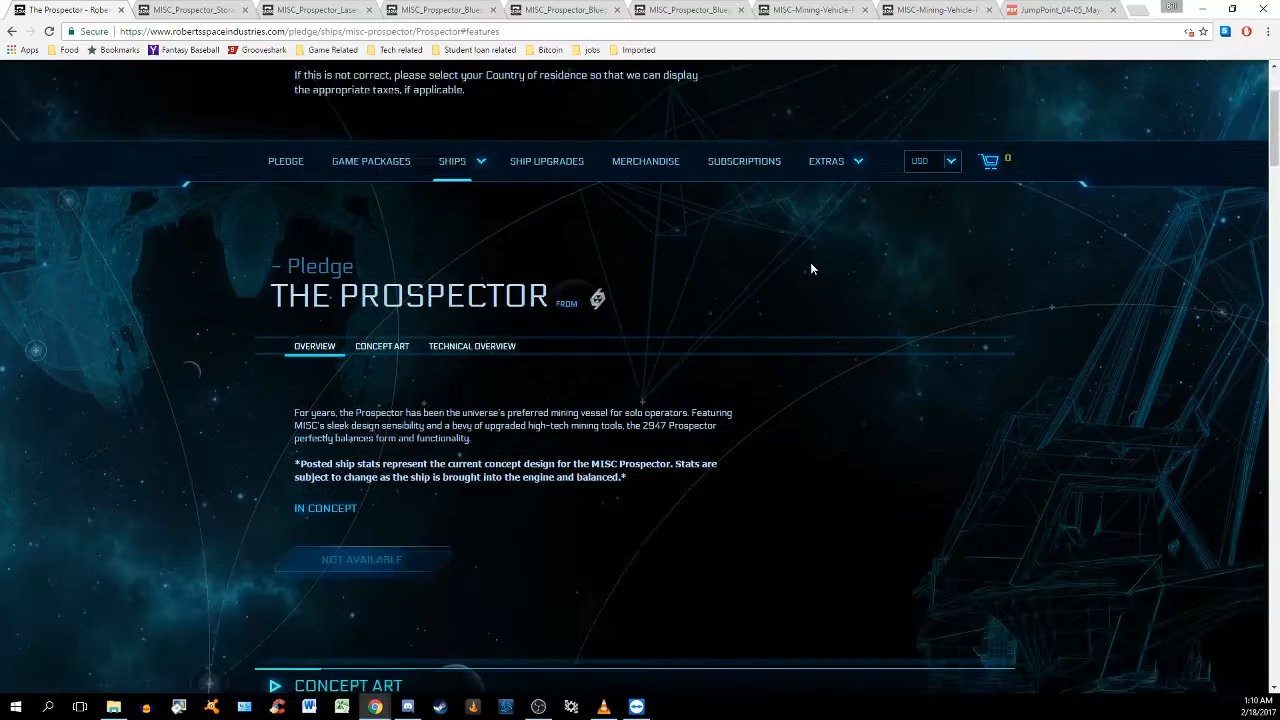 The Prospector - Rober
MISC_Prospector_Store
MISC_Prospector_Lase
MISC_Prospector_Blue
MISC_Prospector_Blue
MISC_Prospector_Blue
MISC-Mining-Vehicle-P
MISC-Mining-Vehicle-F
JumpPoint_04-05_May
Bill
Secure
https://www.robertsspaceindustries.com/pledge/ships/misc-prospector/Prospector#features
Apps
Food
Bookmarks
Fantasy Baseball
Grooveshark
Game Related
Tech related
Student loan related
Bitcoin
jobs
Imported
If this is not correct, please select your Country of residence so that we can display
the appropriate taxes, if applicable.
PLEDGE
GAME PACKAGES
SHIPS
SHIP UPGRADES
MERCHANDISE
SUBSCRIPTIONS
EXTRAS
USD
0
- Pledge
THE PROSPECTOR FROM
OVERVIEW
CONCEPT ART
TECHNICAL OVERVIEW
For years, the Prospector has been the universe's preferred mining vessel for solo operators. Featuring
MISC's sleek design sensibility and a bevy of upgraded high-tech mining tools, the 2947 Prospector
perfectly balances form and functionality.
*Posted ship stats represent the current concept design for the MISC Prospector. Stats are
subject to change as the ship is brought into the engine and balanced.*
IN CONCEPT
NOT AVAILABLE
CONCEPT ART
1:10 AM
2/18/2017